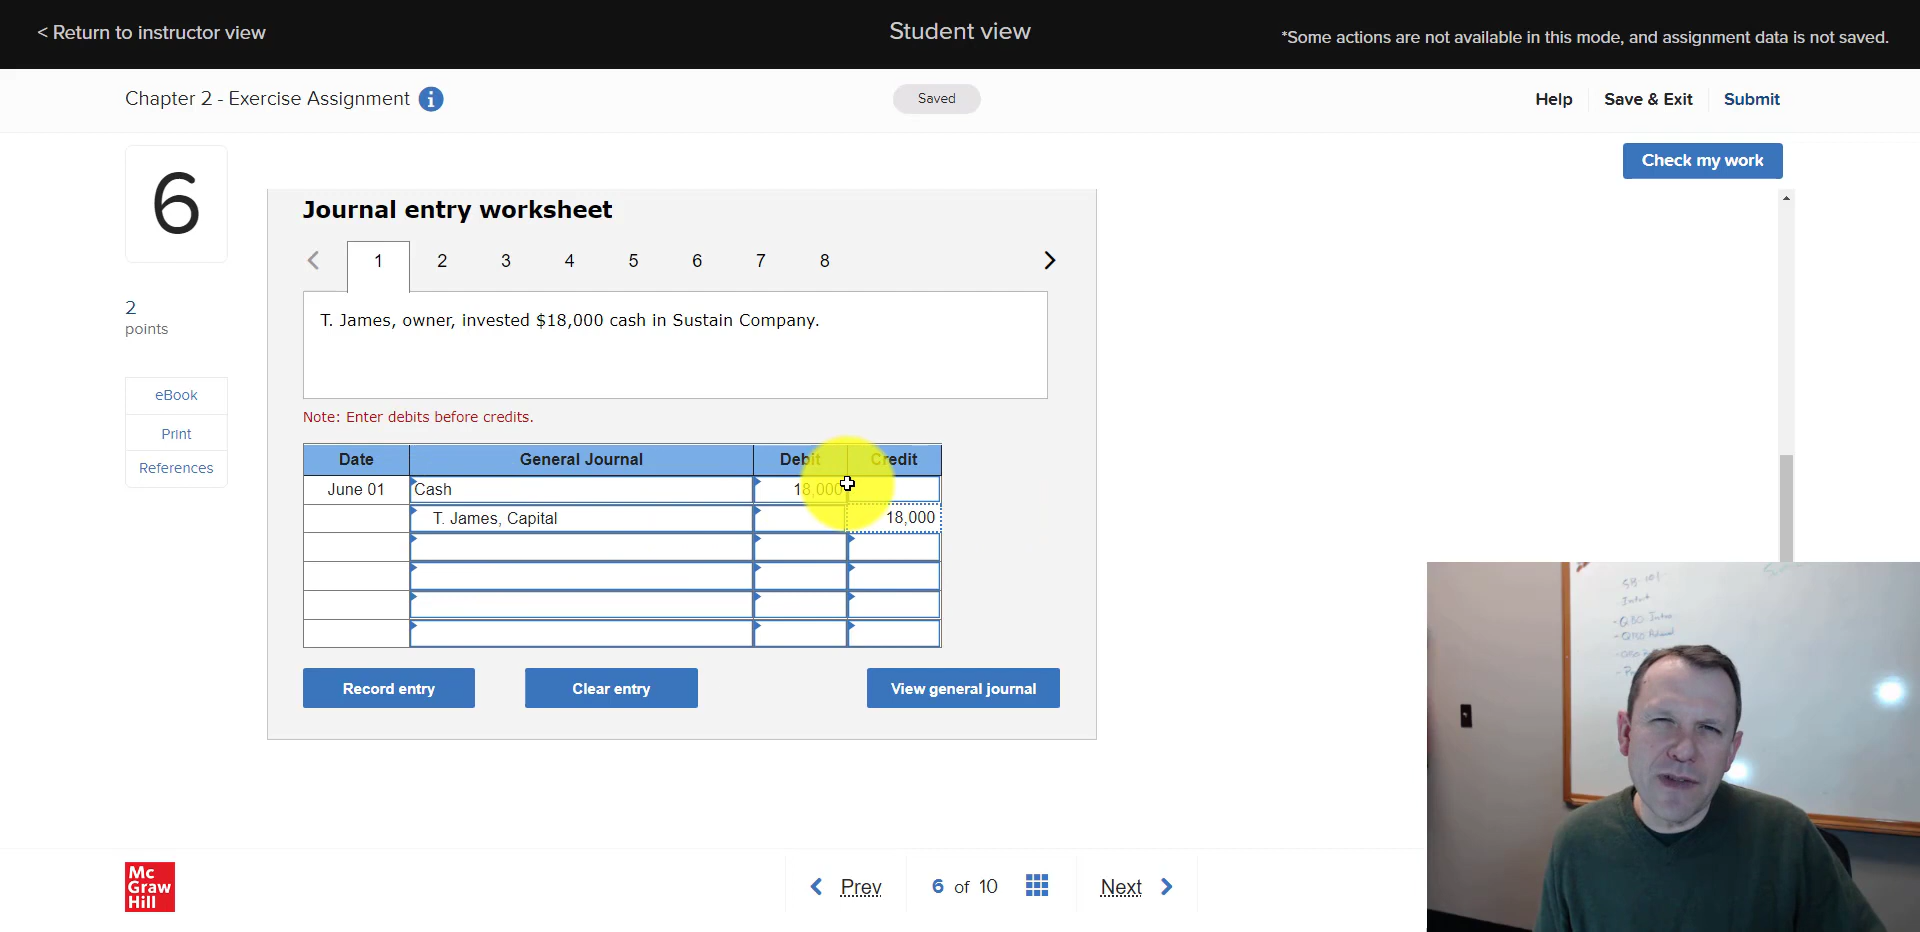 < Return to instructor view
Student view
*Some actions are not available in this mode, and assignment data is not saved.
Chapter 2 - Exercise Assignment i
Saved
Help
Save & Exit
Submit
Check my work
6
2
points
eBook
Print
References
Journal entry worksheet
1 2 3 4 5 6 7 8
T. James, owner, invested $18,000 cash in Sustain Company.
Note: Enter debits before credits.
Date General Journal Debit Credit
June 01 Cash 18,000
T. James, Capital 18,000
Record entry
Clear entry
View general journal
Mc
Graw
Hill
Prev
6 of 10
Next